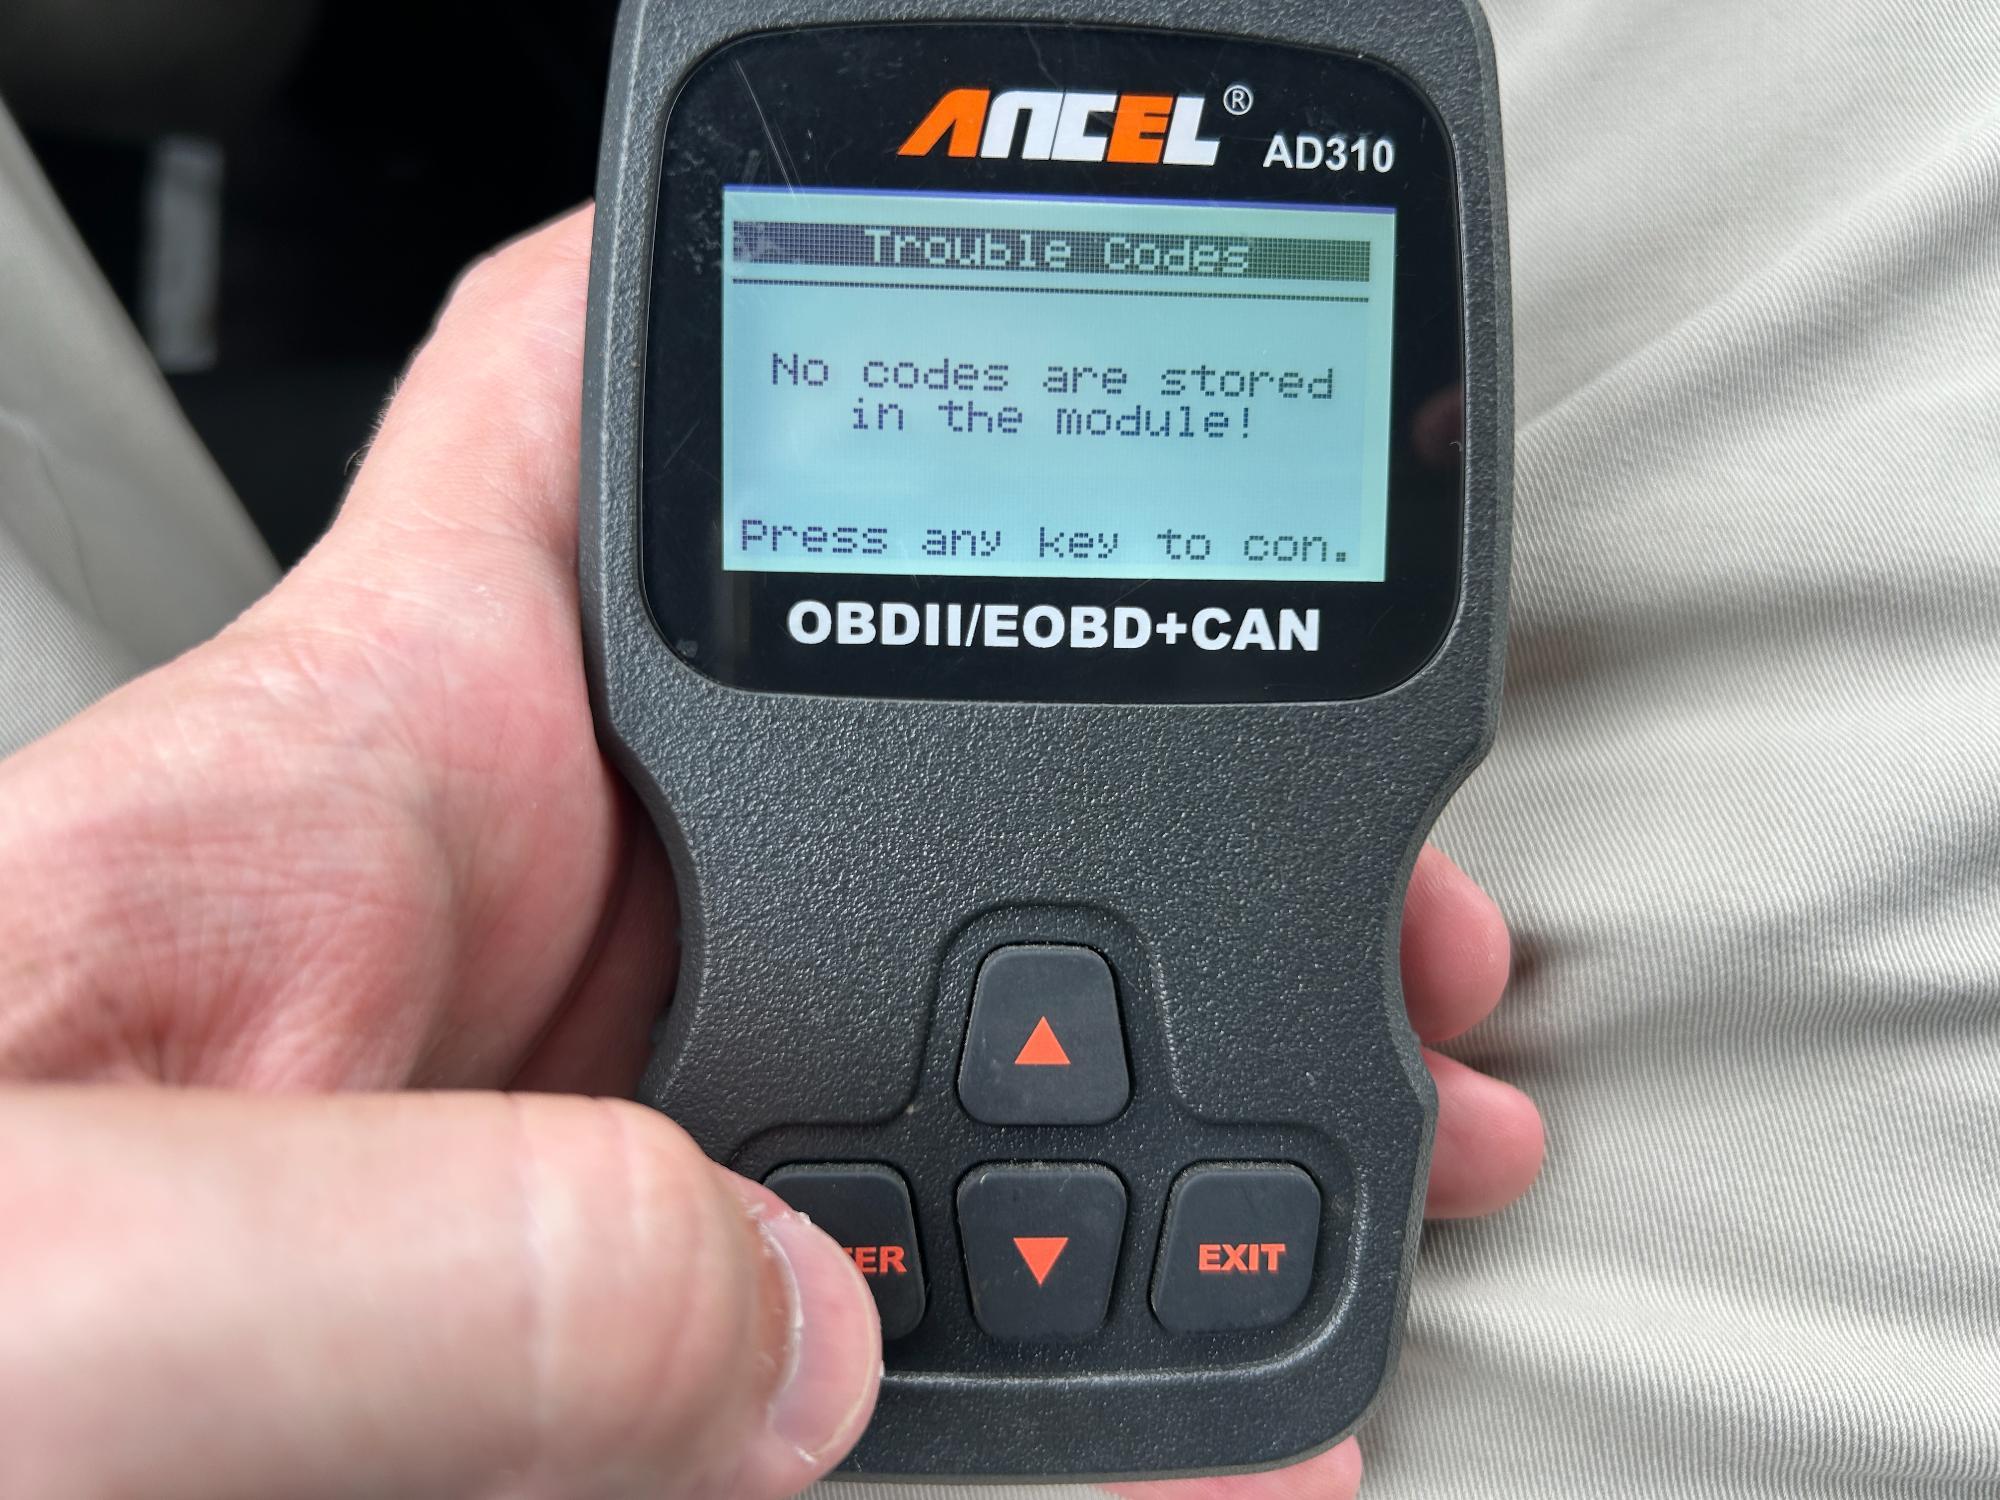 ANCEL® AD310
Trouble Codes
No codes are stored
in the module!
Press any key to con.
OBDII/EOBD+CAN
EXIT